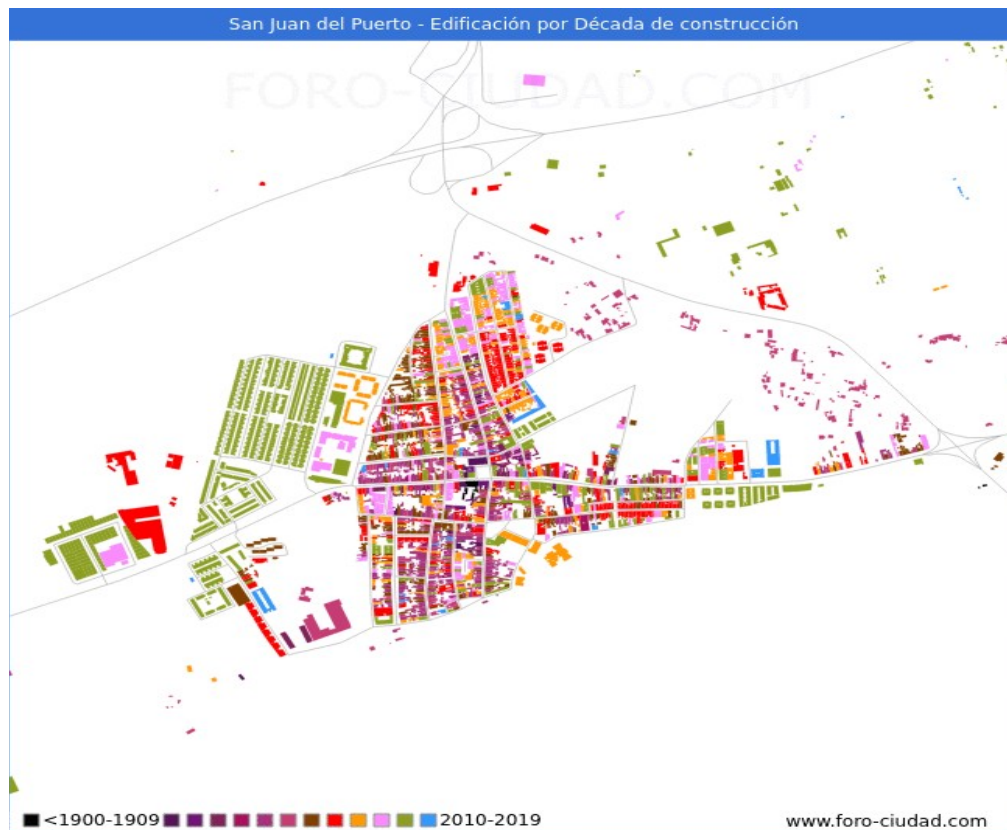 San Juan del Puerto - Edificación por Década de construcción
FORO-CIUDAD.COM
<1900-1909
2010-2019
www.foro-ciudad.com